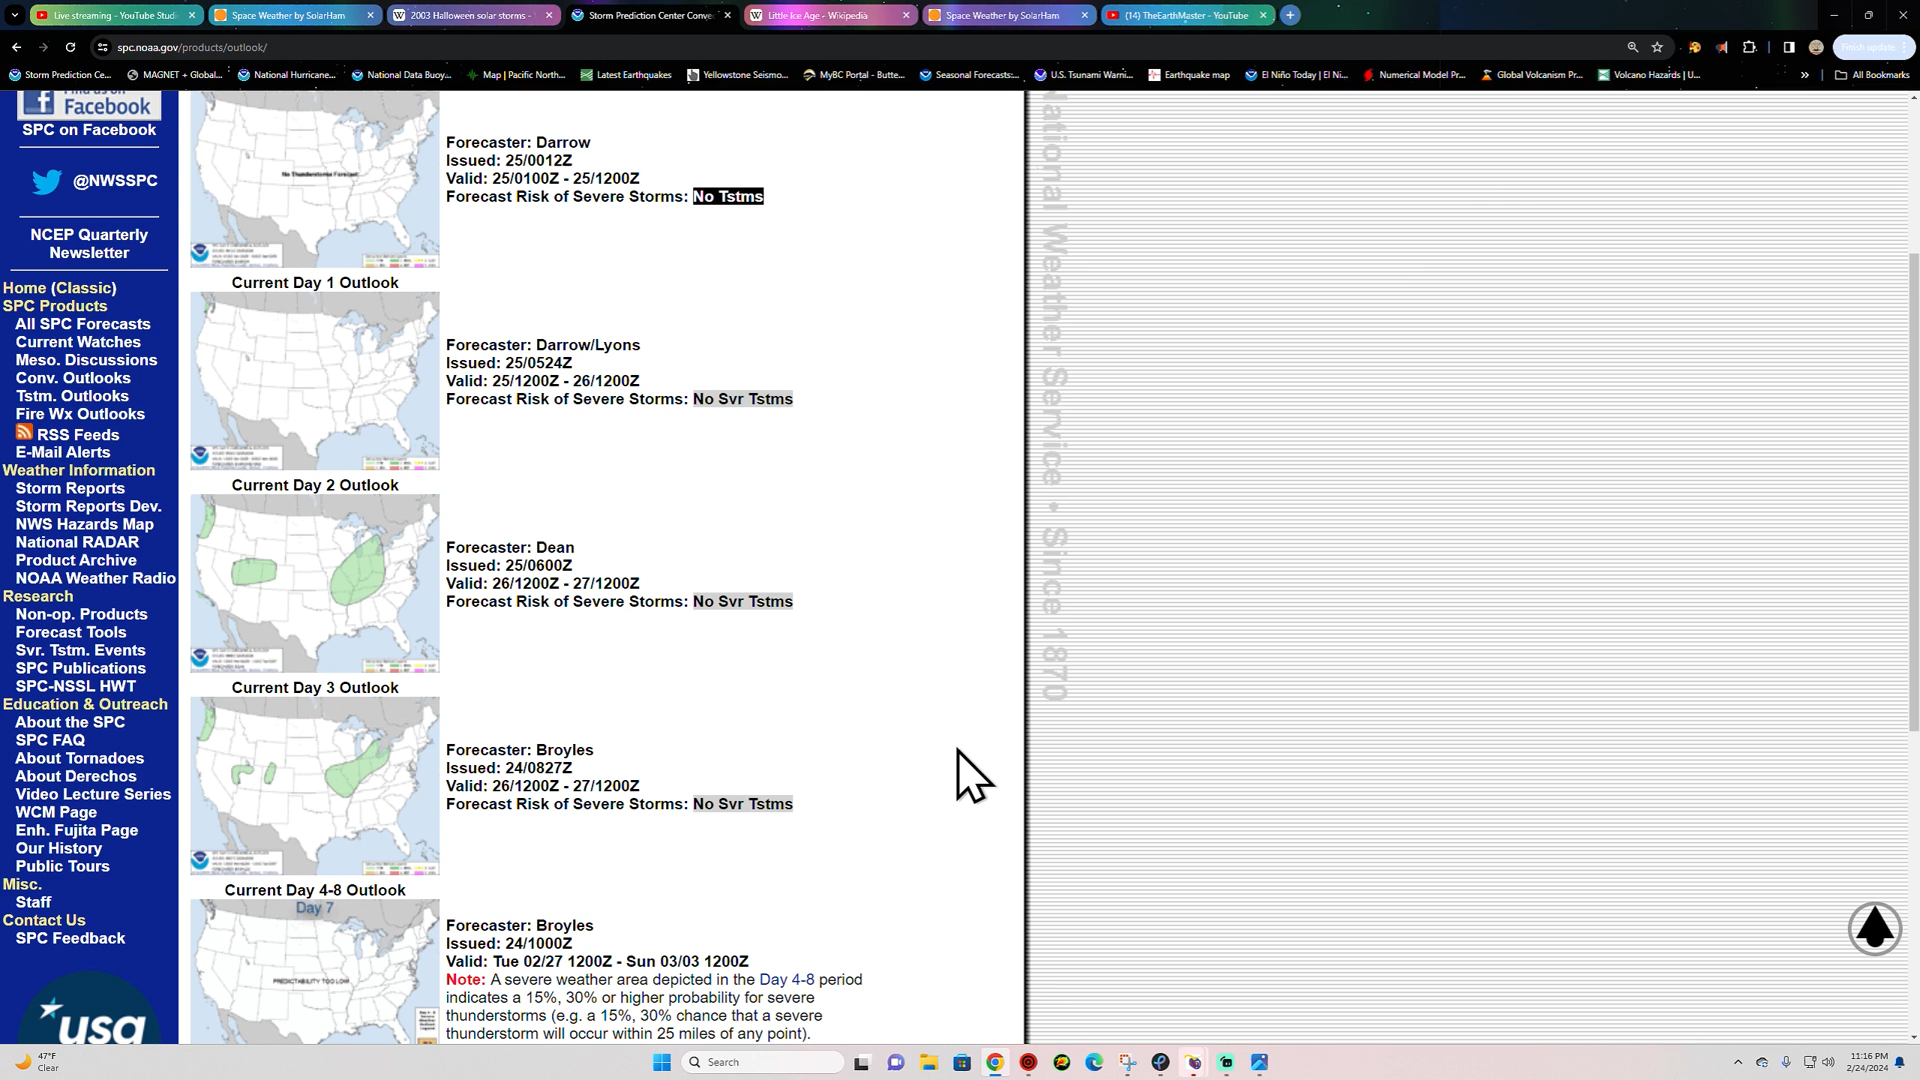 Live streaming - YouTube Studi
Space Weather by SolarHam
2003 Halloween solar storms -
Storm Prediction Center Convec
Little Ice Age - Wikipedia
Space Weather by SolarHam
(14) TheEarthMaster - YouTube
spc.noaa.gov/products/outlook/
Finish update
Storm Prediction Ce...
MAGNET + Global...
National Hurricane...
National Data Buoy...
Map | Pacific North...
Latest Earthquakes
Yellowstone Seismo...
MyBC Portal - Butte...
Seasonal Forecasts:...
U.S. Tsunami Warni...
Earthquake map
El Niño Today | El Ni...
Numerical Model Pr...
Global Volcanism Pr...
Volcano Hazards | U...
»
All Bookmarks
Find us on
Facebook
SPC on Facebook
@NWSSPC
NCEP Quarterly
Newsletter
Home (Classic)
SPC Products
All SPC Forecasts
Current Watches
Meso. Discussions
Conv. Outlooks
Tstm. Outlooks
Fire Wx Outlooks
RSS Feeds
E-Mail Alerts
Weather Information
Storm Reports
Storm Reports Dev.
NWS Hazards Map
National RADAR
Product Archive
NOAA Weather Radio
Research
Non-op. Products
Forecast Tools
Svr. Tstm. Events
SPC Publications
SPC-NSSL HWT
Education & Outreach
About the SPC
SPC FAQ
About Tornadoes
About Derechos
Video Lecture Series
WCM Page
Enh. Fujita Page
Our History
Public Tours
Misc.
Staff
Contact Us
SPC Feedback
usa
No Thunderstorms Forecast
Forecaster: Darrow
Issued: 25/0012Z
Valid: 25/0100Z - 25/1200Z
Forecast Risk of Severe Storms: No Tstms
Current Day 1 Outlook
Forecaster: Darrow/Lyons
Issued: 25/0524Z
Valid: 25/1200Z - 26/1200Z
Forecast Risk of Severe Storms: No Svr Tstms
Current Day 2 Outlook
Forecaster: Dean
Issued: 25/0600Z
Valid: 26/1200Z - 27/1200Z
Forecast Risk of Severe Storms: No Svr Tstms
Current Day 3 Outlook
Forecaster: Broyles
Issued: 24/0827Z
Valid: 26/1200Z - 27/1200Z
Forecast Risk of Severe Storms: No Svr Tstms
Current Day 4-8 Outlook
Day 7
PREDICTABILITY TOO LOW
Forecaster: Broyles
Issued: 24/1000Z
Valid: Tue 02/27 1200Z - Sun 03/03 1200Z
Note: A severe weather area depicted in the Day 4-8 period
indicates a 15%, 30% or higher probability for severe
thunderstorms (e.g. a 15%, 30% chance that a severe
thunderstorm will occur within 25 miles of any point).
ational Weather Service • Since 1870
47°F
Clear
Search
11:16 PM
2/24/2024